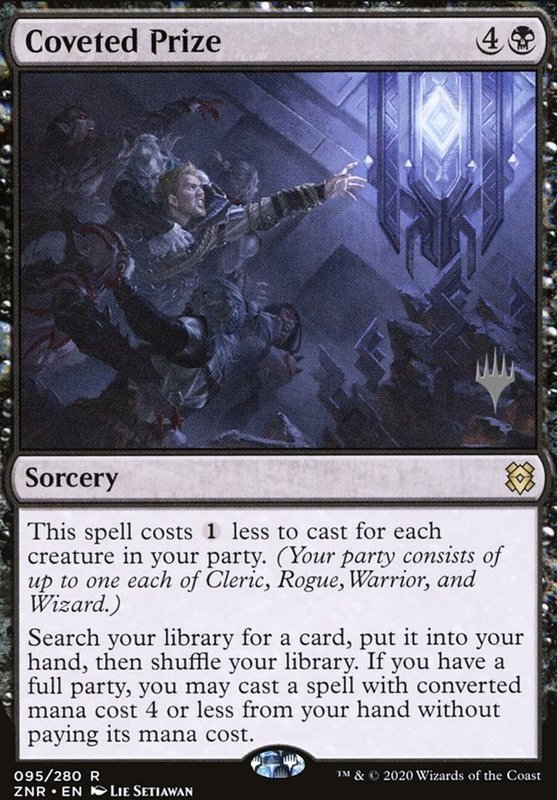 Coveted Prize 4
Sorcery
This spell costs 1 less to cast for each
creature in your party. (Your party consists of
up to one each of Cleric, Rogue, Warrior, and
Wizard.)
Search your library for a card, put it into your
hand, then shuffle your library. If you have a
full party, you may cast a spell with converted
mana cost 4 or less from your hand without
paying its mana cost.
095/280 R
ZNR • EN Lie Setiawan
™ & © 2020 Wizards of the Coast